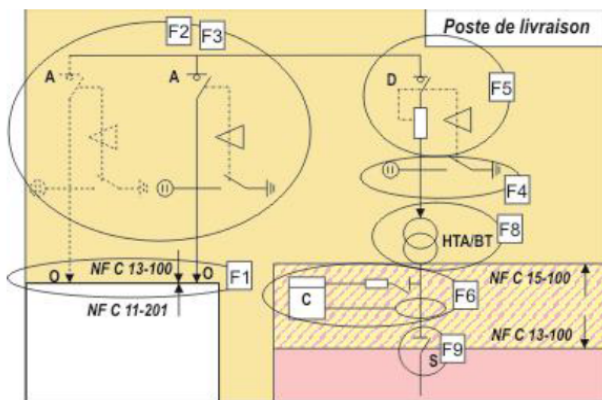 Poste de livraison
F2
F3
A
A
D
F5
F4
F8
HTA/BT
O
NF C 13-100
O
F1
NF C 11-201
NF C 15-100
C
F6
NF C 13-100
F9
S